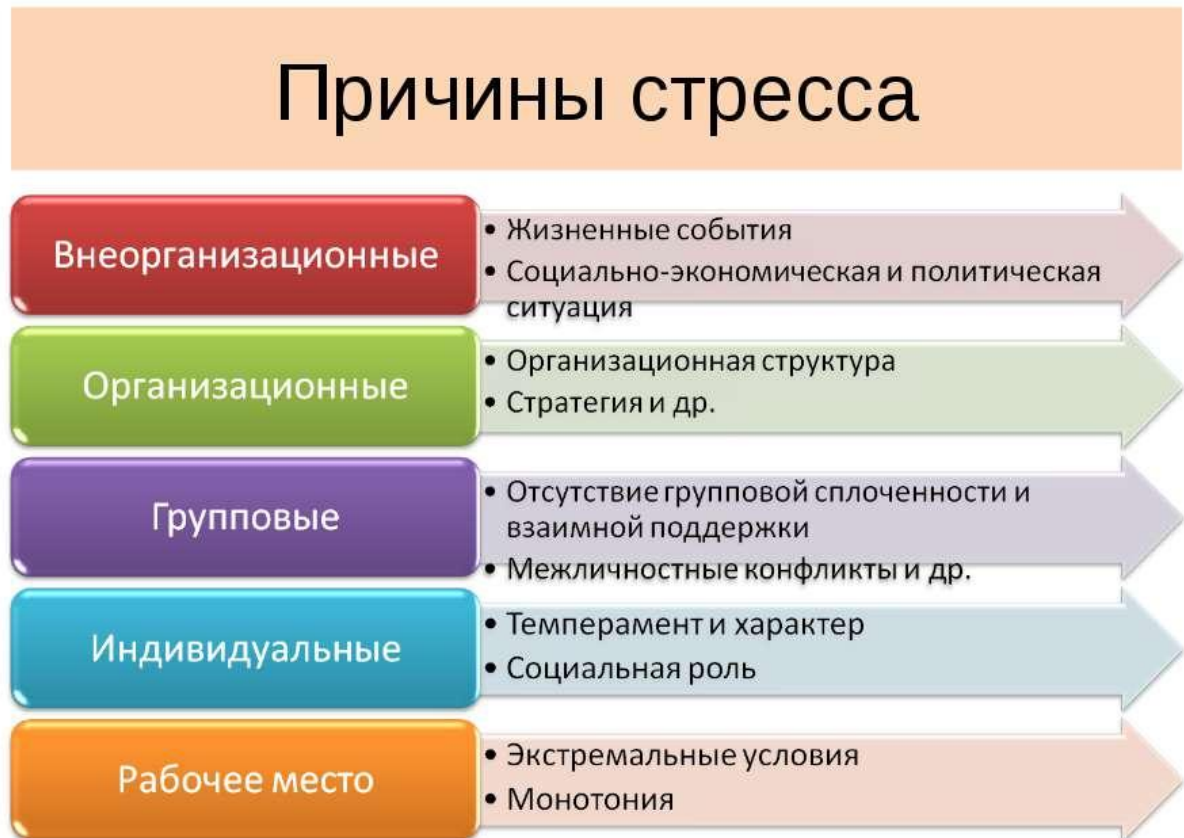 Причины стресса
Внеорганизационные
• Жизненные события
• Социально-экономическая и политическая
ситуация
Организационные
• Организационная структура
• Стратегия и др.
Групповые
• Отсутствие групповой сплоченности и
взаимной поддержки
• Межличностные конфликты и др.
Индивидуальные
• Темперамент и характер
• Социальная роль
Рабочее место
• Экстремальные условия
• Монотония